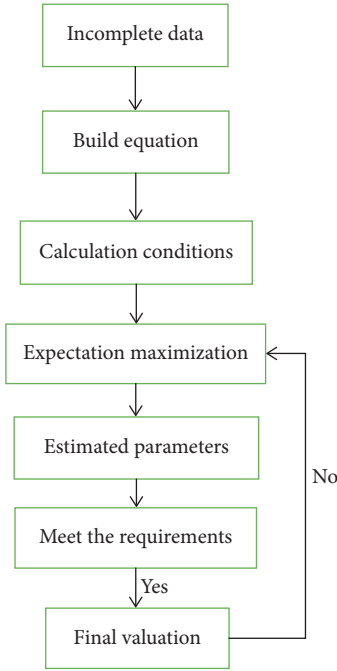 Incomplete data
Build equation
Calculation conditions
Expectation maximization
Estimated parameters
No
Meet the requirements
Yes
Final valuation